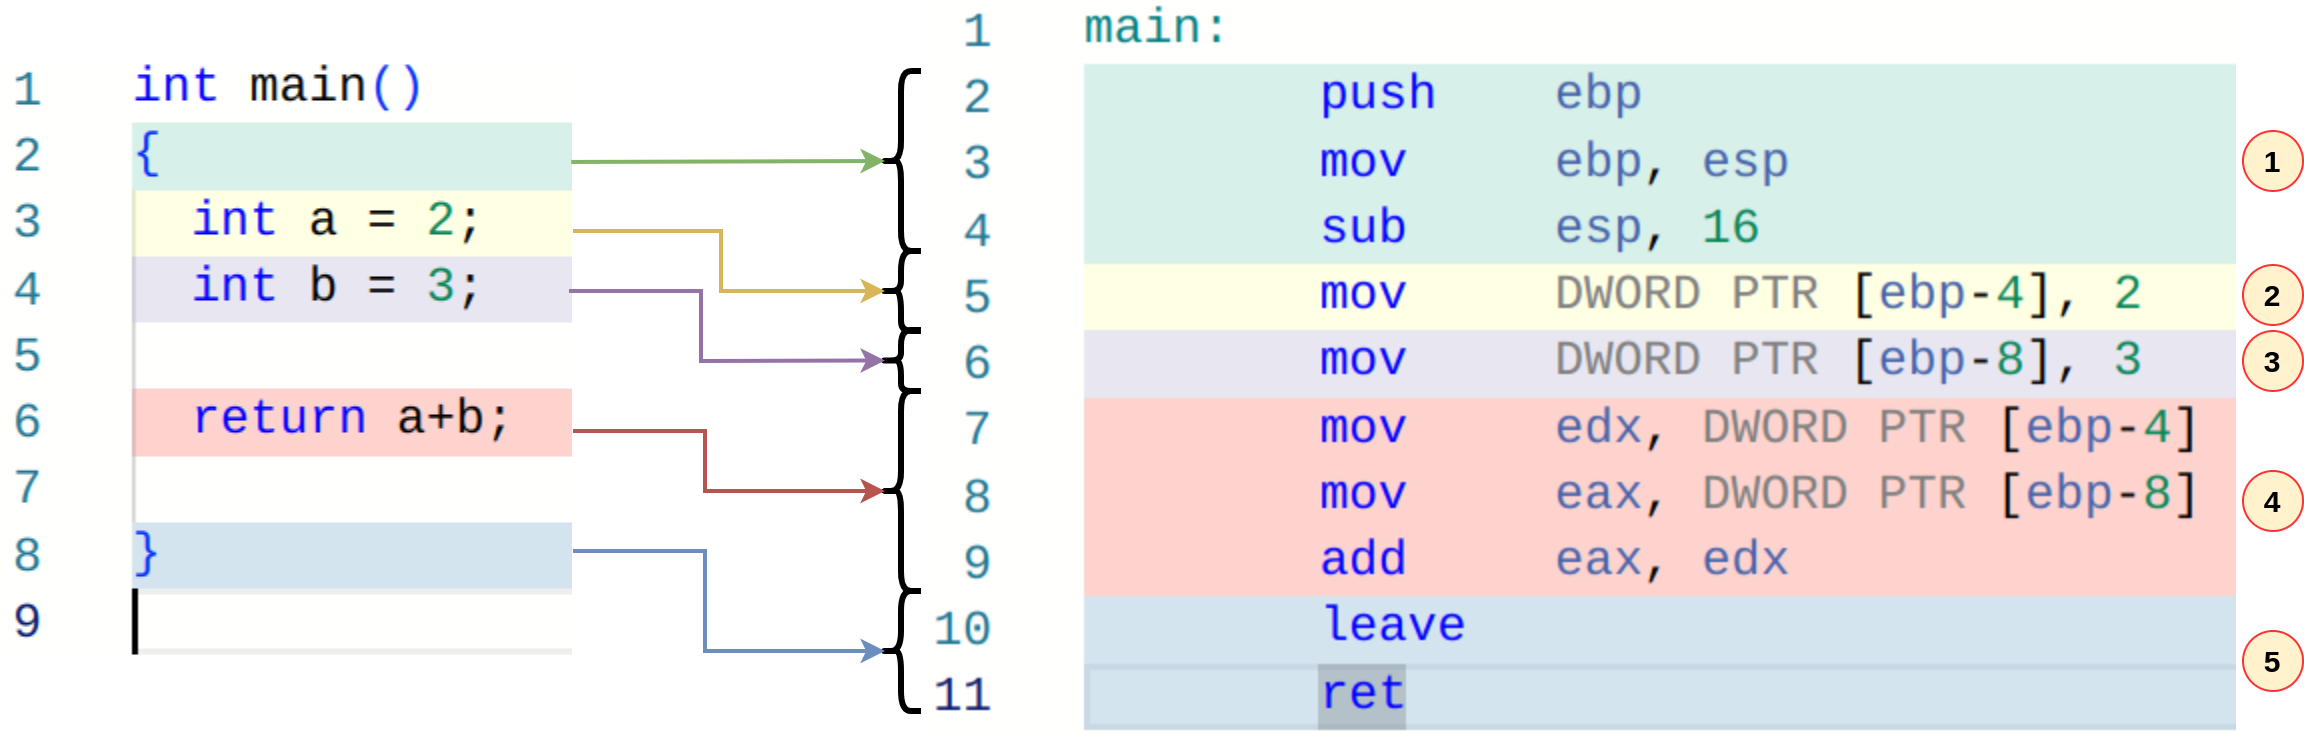 1 int main()
2 {
3 int a = 2;
4 int b = 3;
5
6 return a+b;
7
8 }
9
1 main:
2 push ebp
3 mov ebp, esp
4 sub esp, 16
5 mov DWORD PTR [ebp-4], 2
6 mov DWORD PTR [ebp-8], 3
7 mov edx, DWORD PTR [ebp-4]
8 mov eax, DWORD PTR [ebp-8]
9 add eax, edx
10 leave
11 ret
1
2
3
4
5